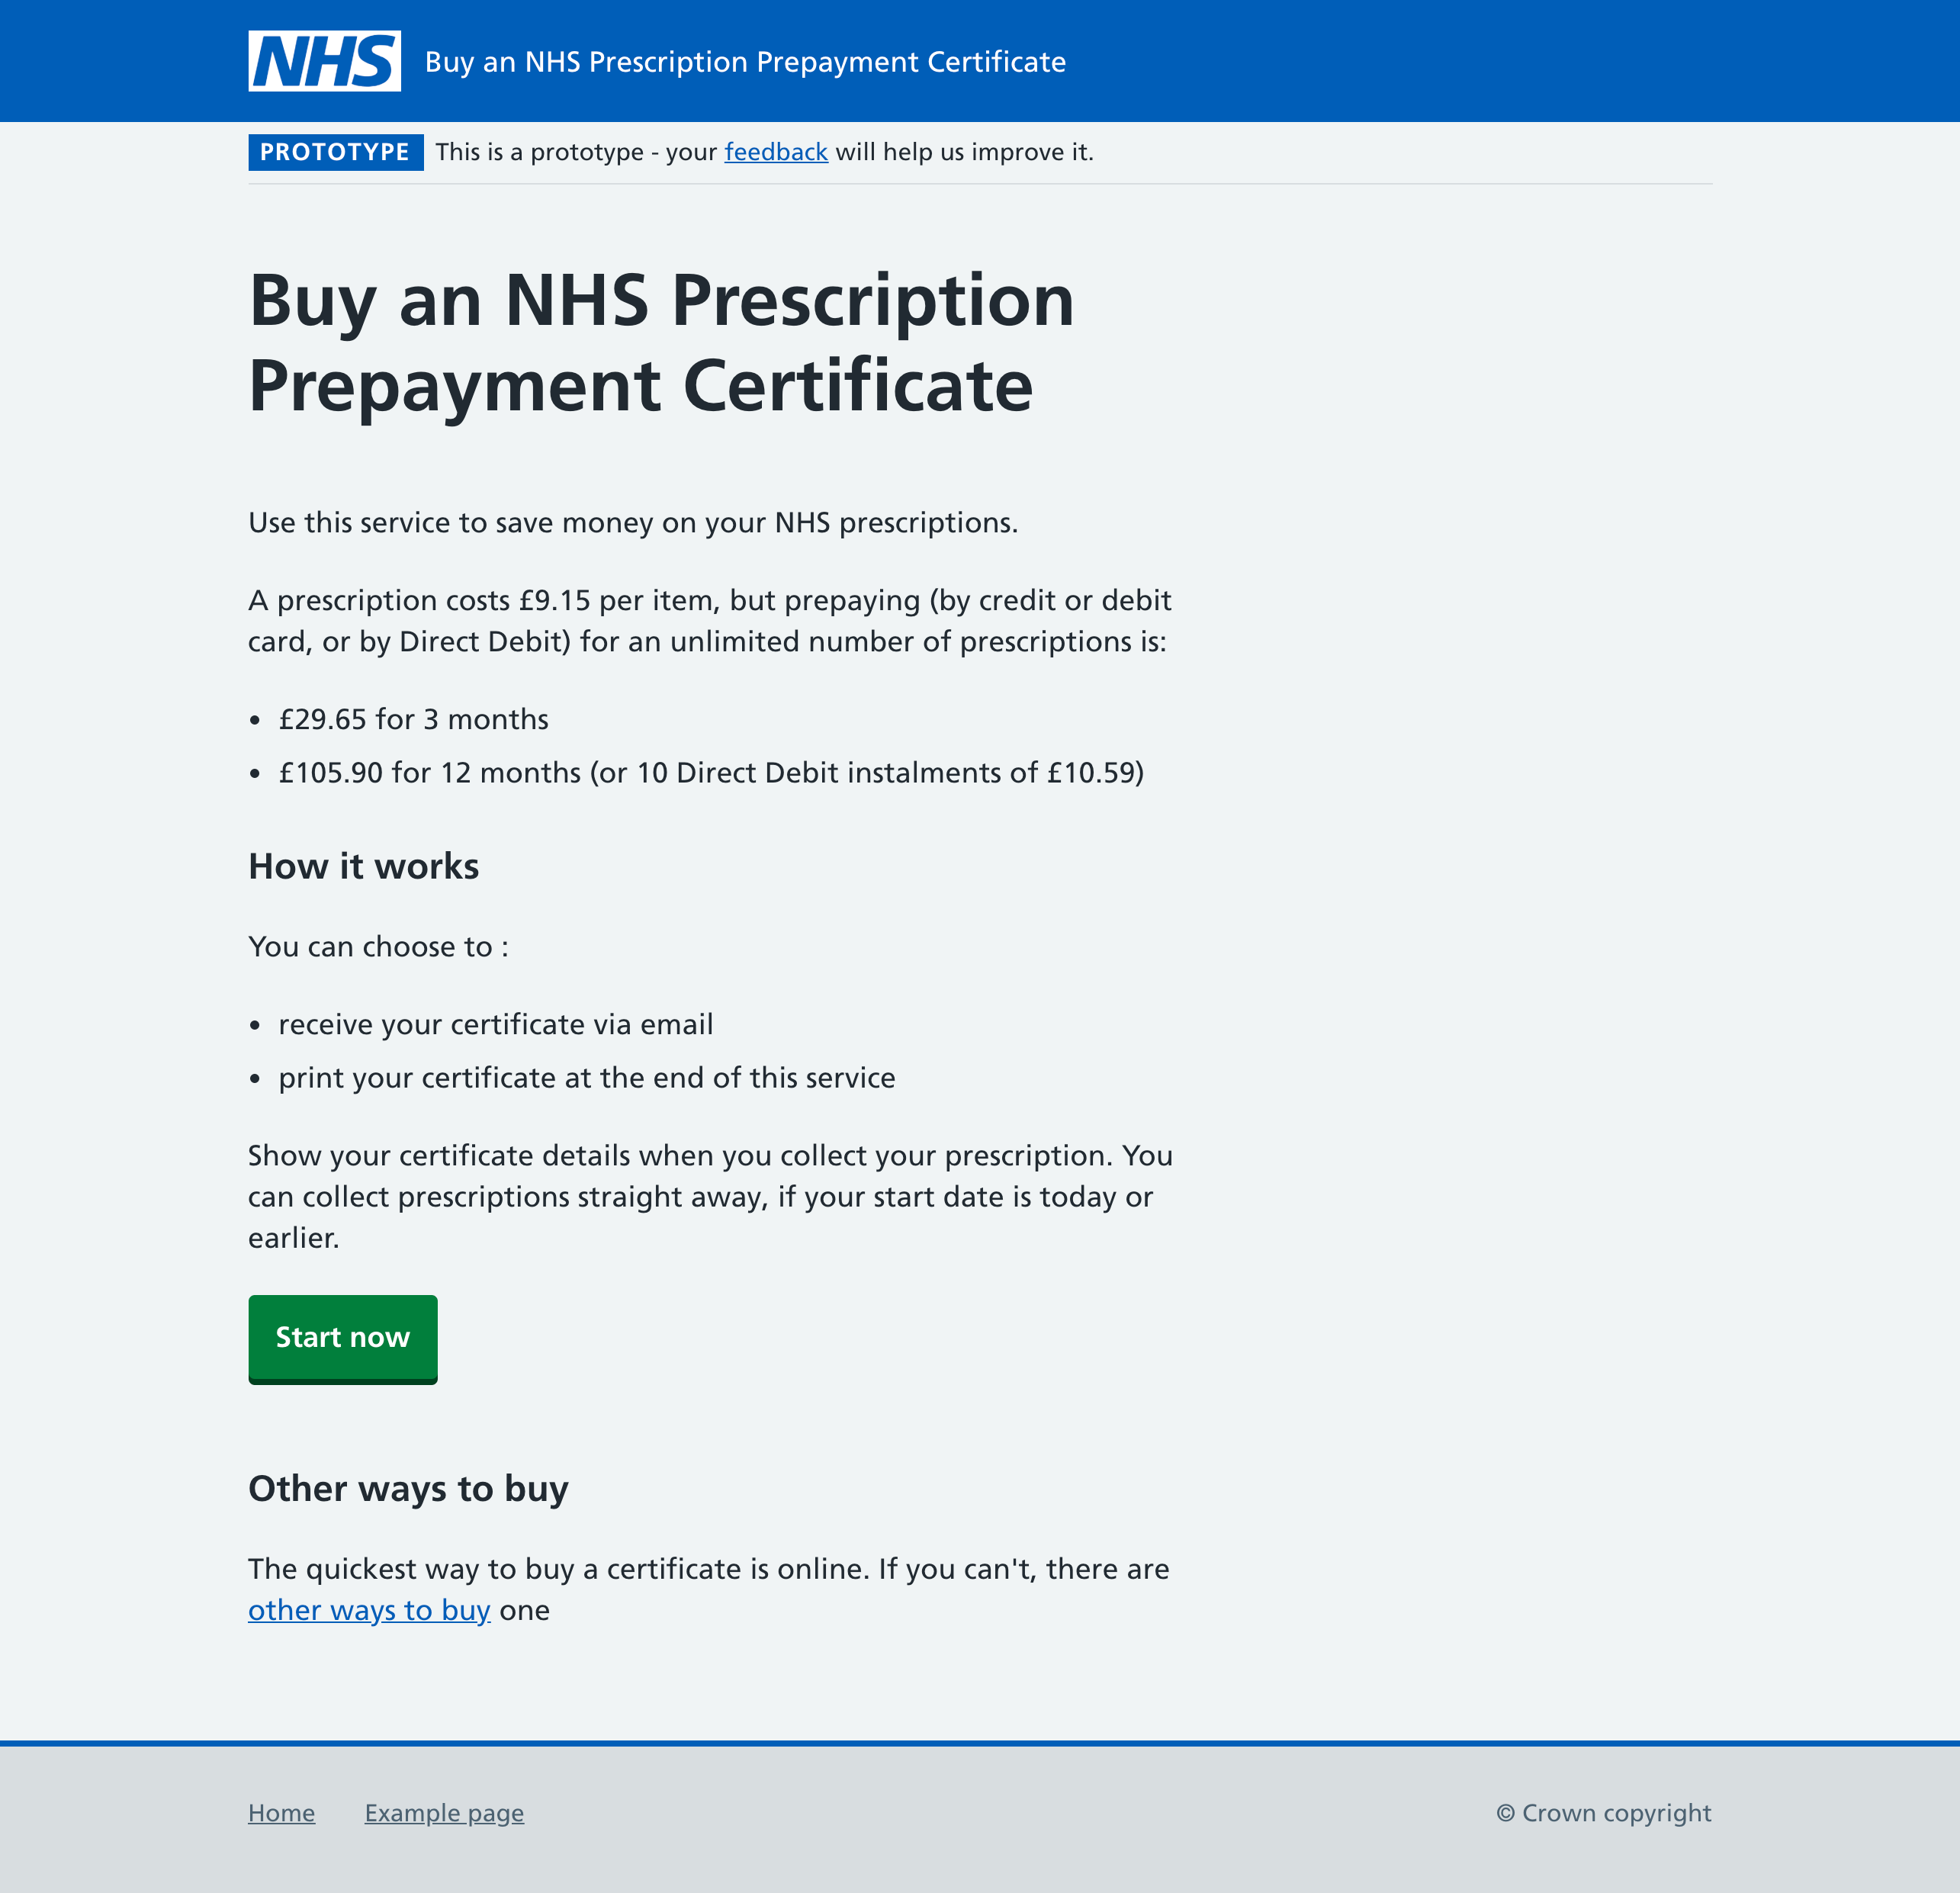 NHS Buy an NHS Prescription Prepayment Certificate
PROTOTYPE This is a prototype - your feedback will help us improve it.
Buy an NHS Prescription
Prepayment Certificate
Use this service to save money on your NHS prescriptions.
A prescription costs £9.15 per item, but prepaying (by credit or debit
card, or by Direct Debit) for an unlimited number of prescriptions is:
• £29.65 for 3 months
• £105.90 for 12 months (or 10 Direct Debit instalments of £10.59)
How it works
You can choose to :
• receive your certificate via email
• print your certificate at the end of this service
Show your certificate details when you collect your prescription. You
can collect prescriptions straight away, if your start date is today or
earlier.
Start now
Other ways to buy
The quickest way to buy a certificate is online. If you can't, there are
other ways to buy one
Home Example page © Crown copyright